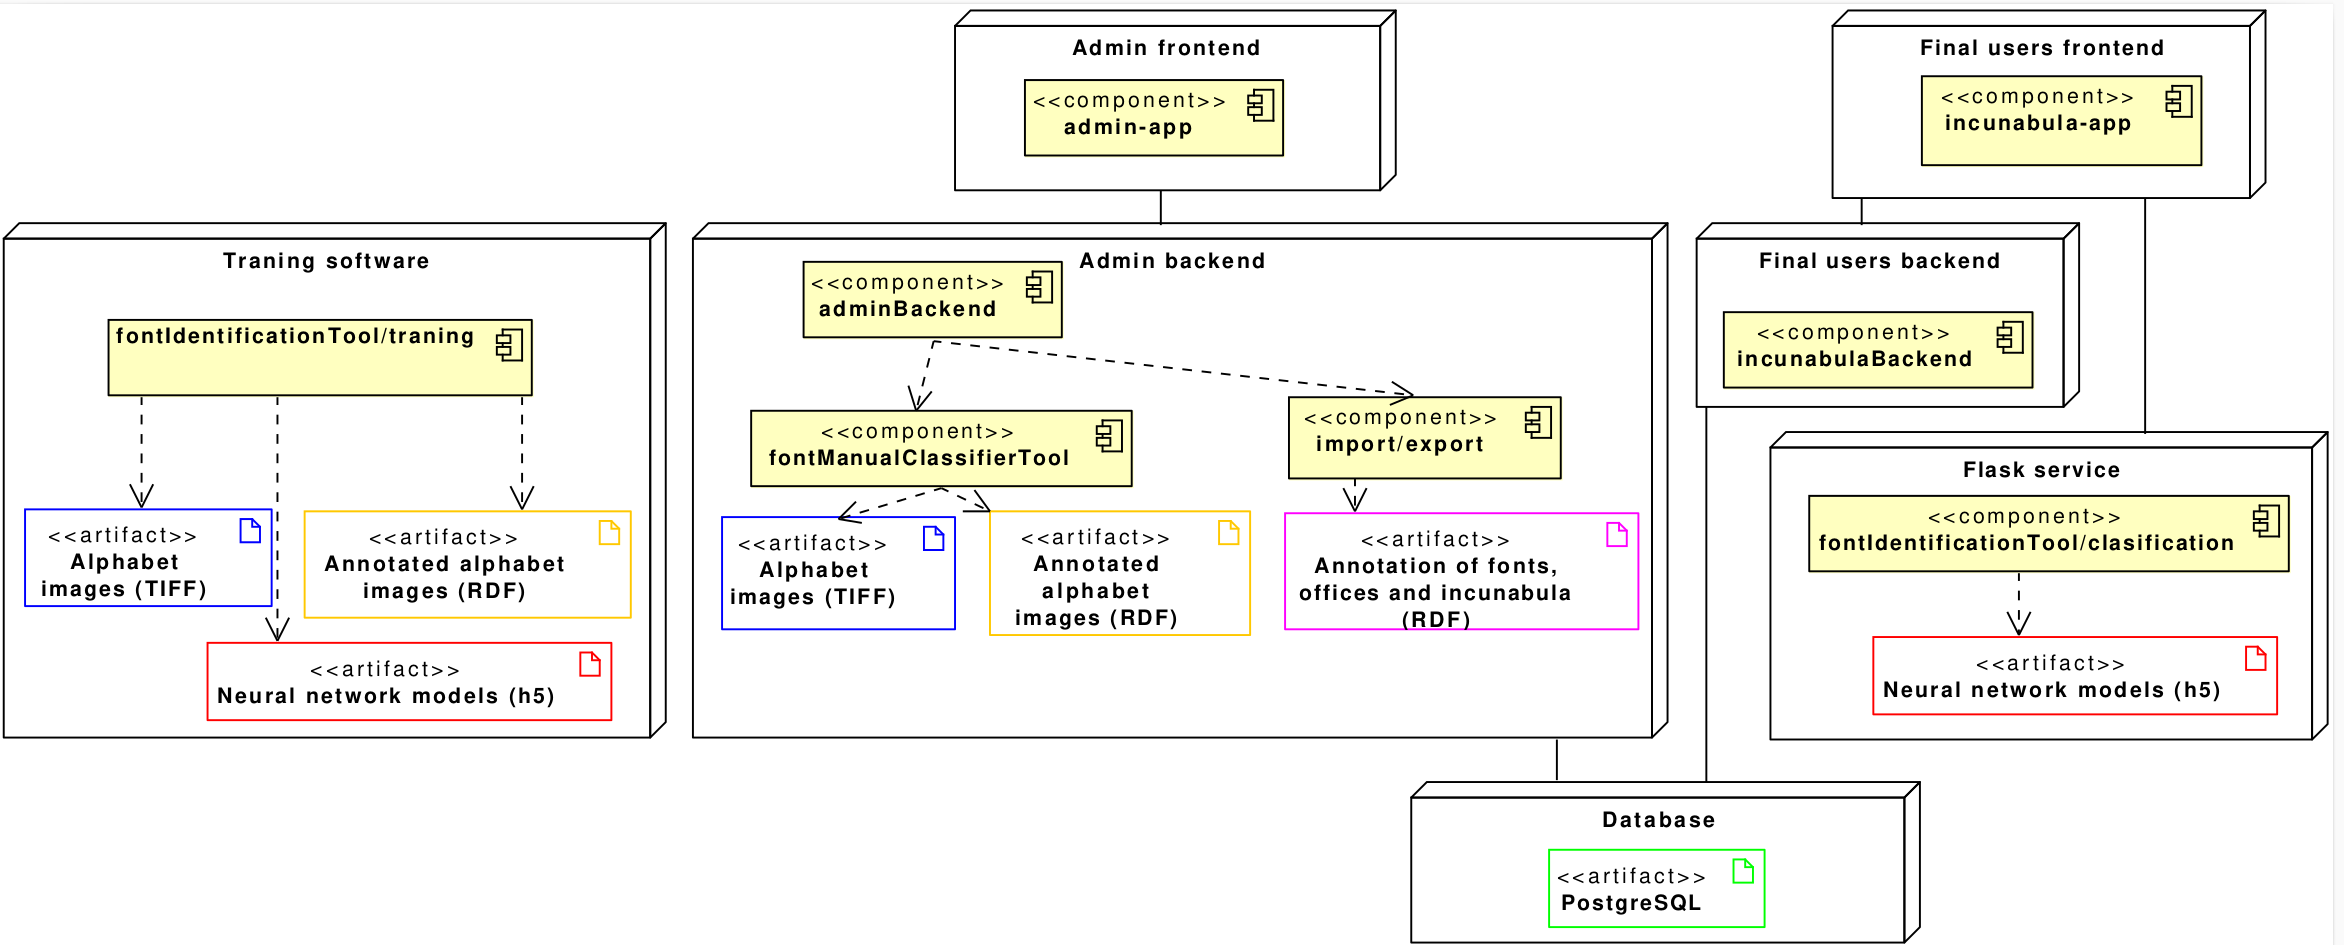 Admin frontend
<<component>>
admin-app
Final users frontend
<<component>>
incunabula-app
Traning software
fontIdentificationTool/traning
<<artifact>>
Alphabet
images (TIFF)
<<artifact>>
Annotated alphabet
images (RDF)
<<artifact>>
Neural network models (h5)
Admin backend
<<component>>
adminBackend
<<component>>
fontManualClassifierTool
<<component>>
import/export
<<artifact>>
Alphabet
images (TIFF)
<<artifact>>
Annotated
alphabet
images (RDF)
<<artifact>>
Annotation of fonts,
offices and incunabula
(RDF)
Final users backend
<<component>>
incunabulaBackend
Flask service
<<component>>
fontIdentificationTool/clasification
<<artifact>>
Neural network models (h5)
Database
<<artifact>>
PostgreSQL